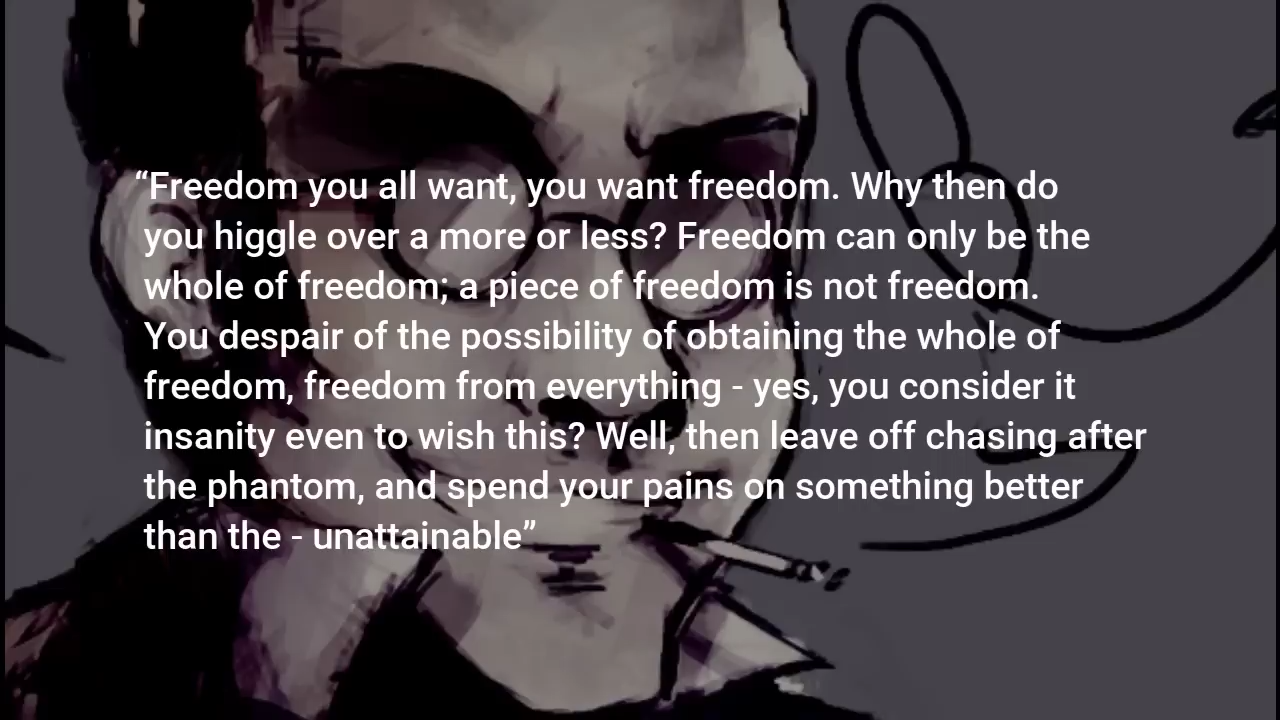 “Freedom you all want, you want freedom. Why then do
you higgle over a more or less? Freedom can only be the
whole of freedom; a piece of freedom is not freedom.
You despair of the possibility of obtaining the whole of
freedom, freedom from everything - yes, you consider it
insanity even to wish this? Well, then leave off chasing after
the phantom, and spend your pains on something better
than the - unattainable”